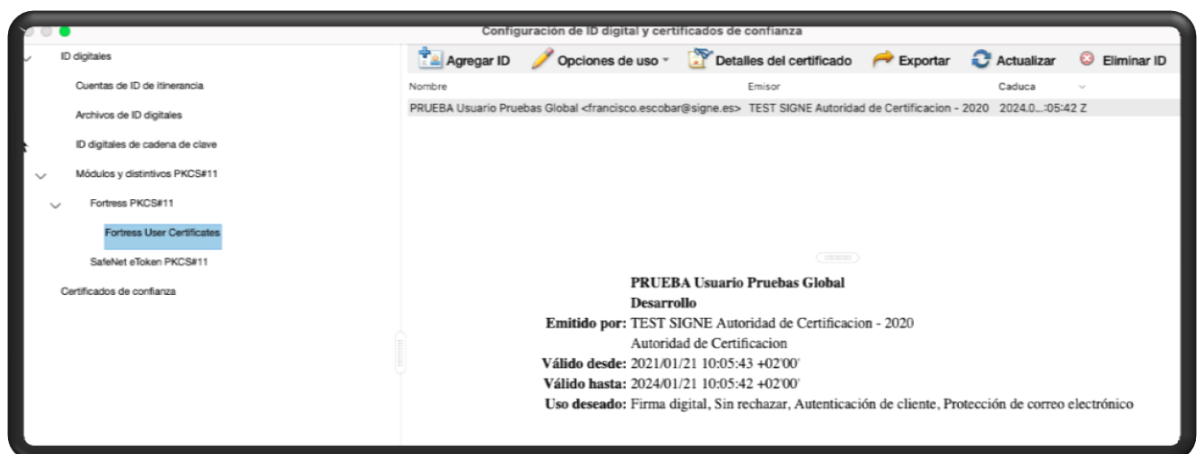 Configuración de ID digital y certificados de confianza
ID digitales
Cuentas de ID de itinerancia
Archivos de ID digitales
ID digitales de cadena de clave
Módulos y distintivos PKCS#11
Fortress PKCS#11
Fortress User Certificates
SafeNet eToken PKCS#11
Certificados de confianza
Agregar ID Opciones de uso Detalles del certificado Exportar Actualizar Eliminar ID
Nombre Emisor Caduca
PRUEBA Usuario Pruebas Global <francisco.escobar@signe.es> TEST SIGNE Autoridad de Certificacion - 2020 2024.0...:05:42 Z
PRUEBA Usuario Pruebas Global
Desarrollo
Emitido por: TEST SIGNE Autoridad de Certificacion - 2020
Autoridad de Certificacion
Válido desde: 2021/01/21 10:05:43 +02'00'
Válido hasta: 2024/01/21 10:05:42 +02'00'
Uso deseado: Firma digital, Sin rechazar, Autenticación de cliente, Protección de correo electrónico